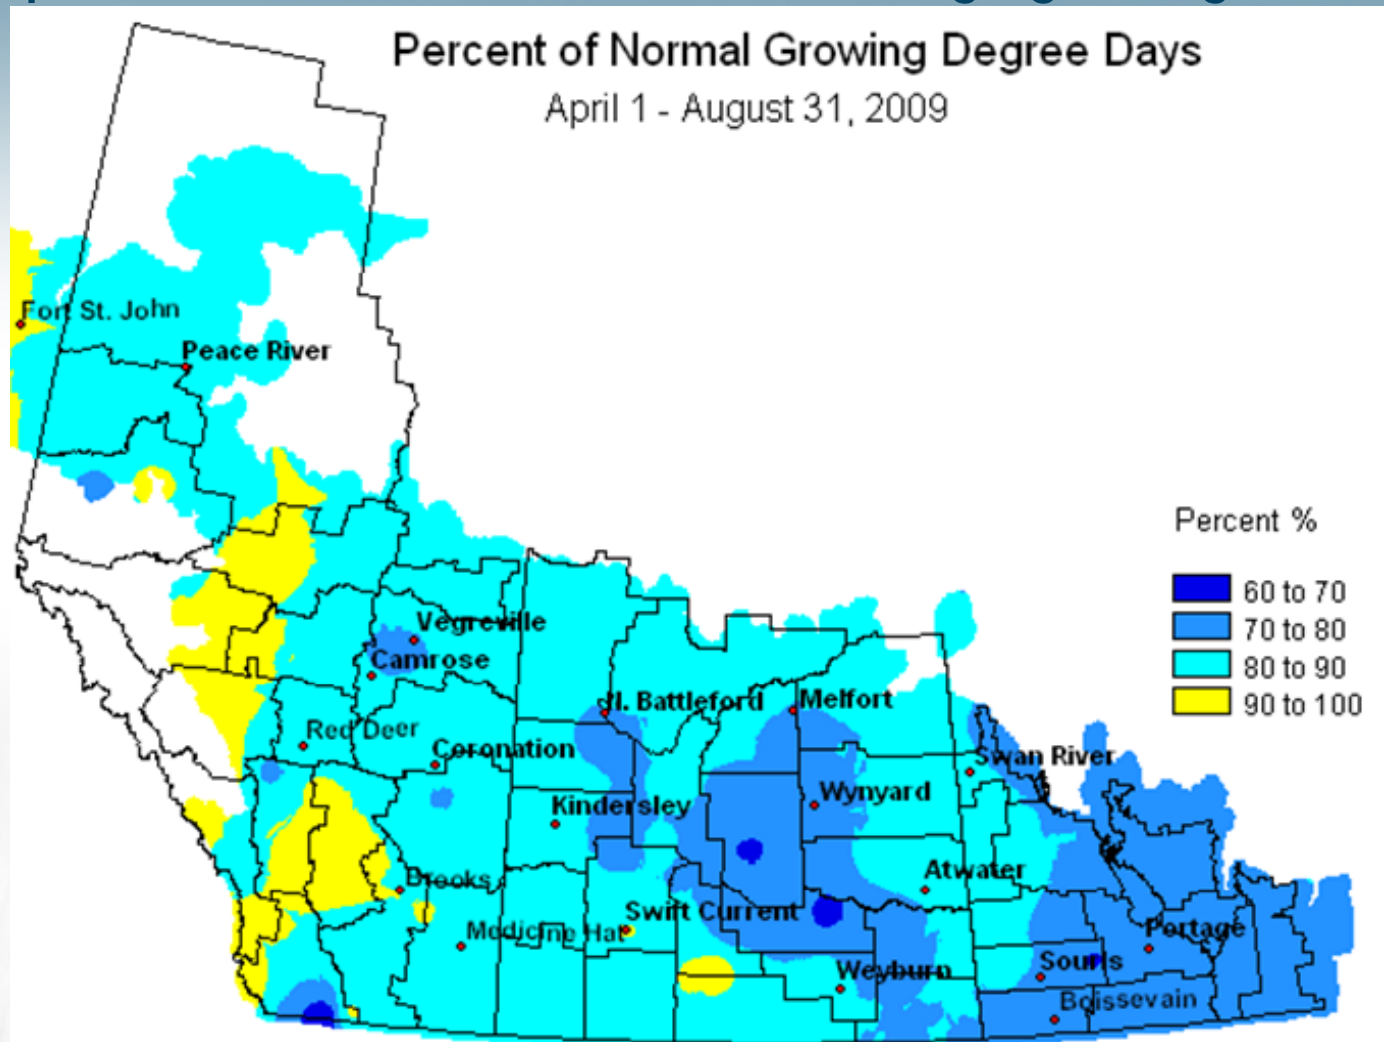 Percent of Normal Growing Degree Days
April 1 - August 31, 2009
Fort St. John
Peace River
Percent %
60 to 70
70 to 80
80 to 90
90 to 100
Vegreville
Camrose
N. Battleford
Melfort
Red Deer
Coronation
Swan River
Kindersley
Wynyard
Brooks
Atwater
Swift Current
Medicine Hat
Portage
Weyburn
Souris
Boissevain